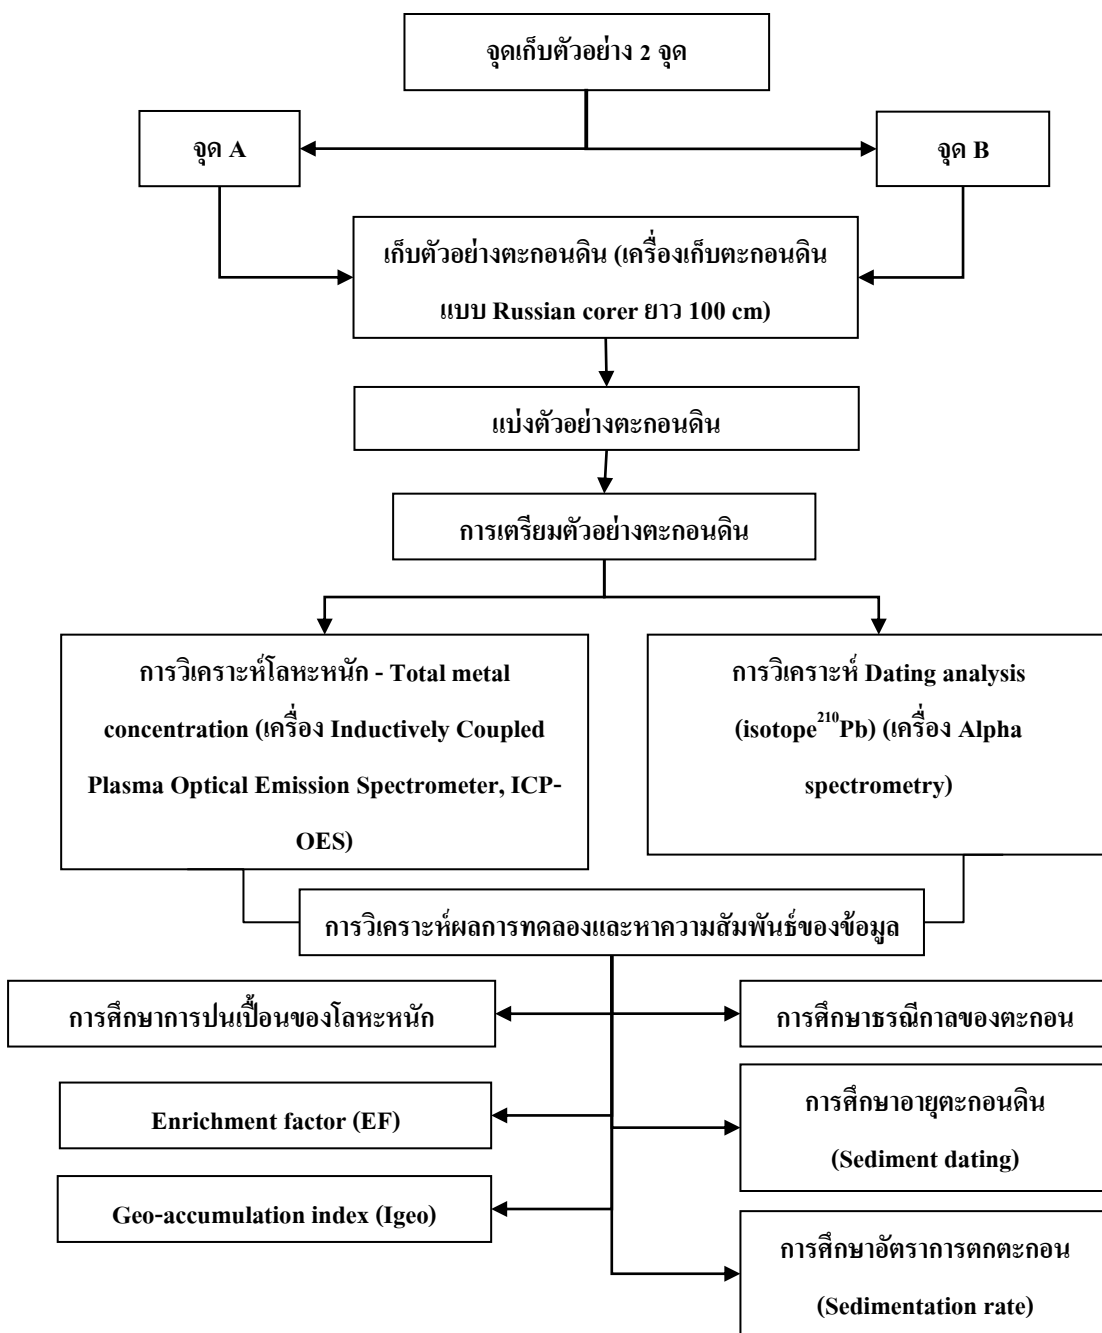 จุดเก็บตัวอย่าง 2 จุด
จุด A
จุด B
เก็บตัวอย่างตะกอนดิน (เครื่องเก็บตะกอนดิน
แบบ Russian corer ยาว 100 cm)
แบ่งตัวอย่างตะกอนดิน
การเตรียมตัวอย่างตะกอนดิน
การวิเคราะห์โลหะหนัก - Total metal
concentration (เครื่อง Inductively Coupled
Plasma Optical Emission Spectrometer, ICP-
OES)
การวิเคราะห์ Dating analysis
(isotope²¹⁰Pb) (เครื่อง Alpha
spectrometry)
การวิเคราะห์ผลการทดลองและหาความสัมพันธ์ของข้อมูล
การศึกษาการปนเปื้อนของโลหะหนัก
การศึกษาธรณีกาลของตะกอน
Enrichment factor (EF)
การศึกษาอายุตะกอนดิน
(Sediment dating)
Geo-accumulation index (Igeo)
การศึกษาอัตราการตกตะกอน
(Sedimentation rate)